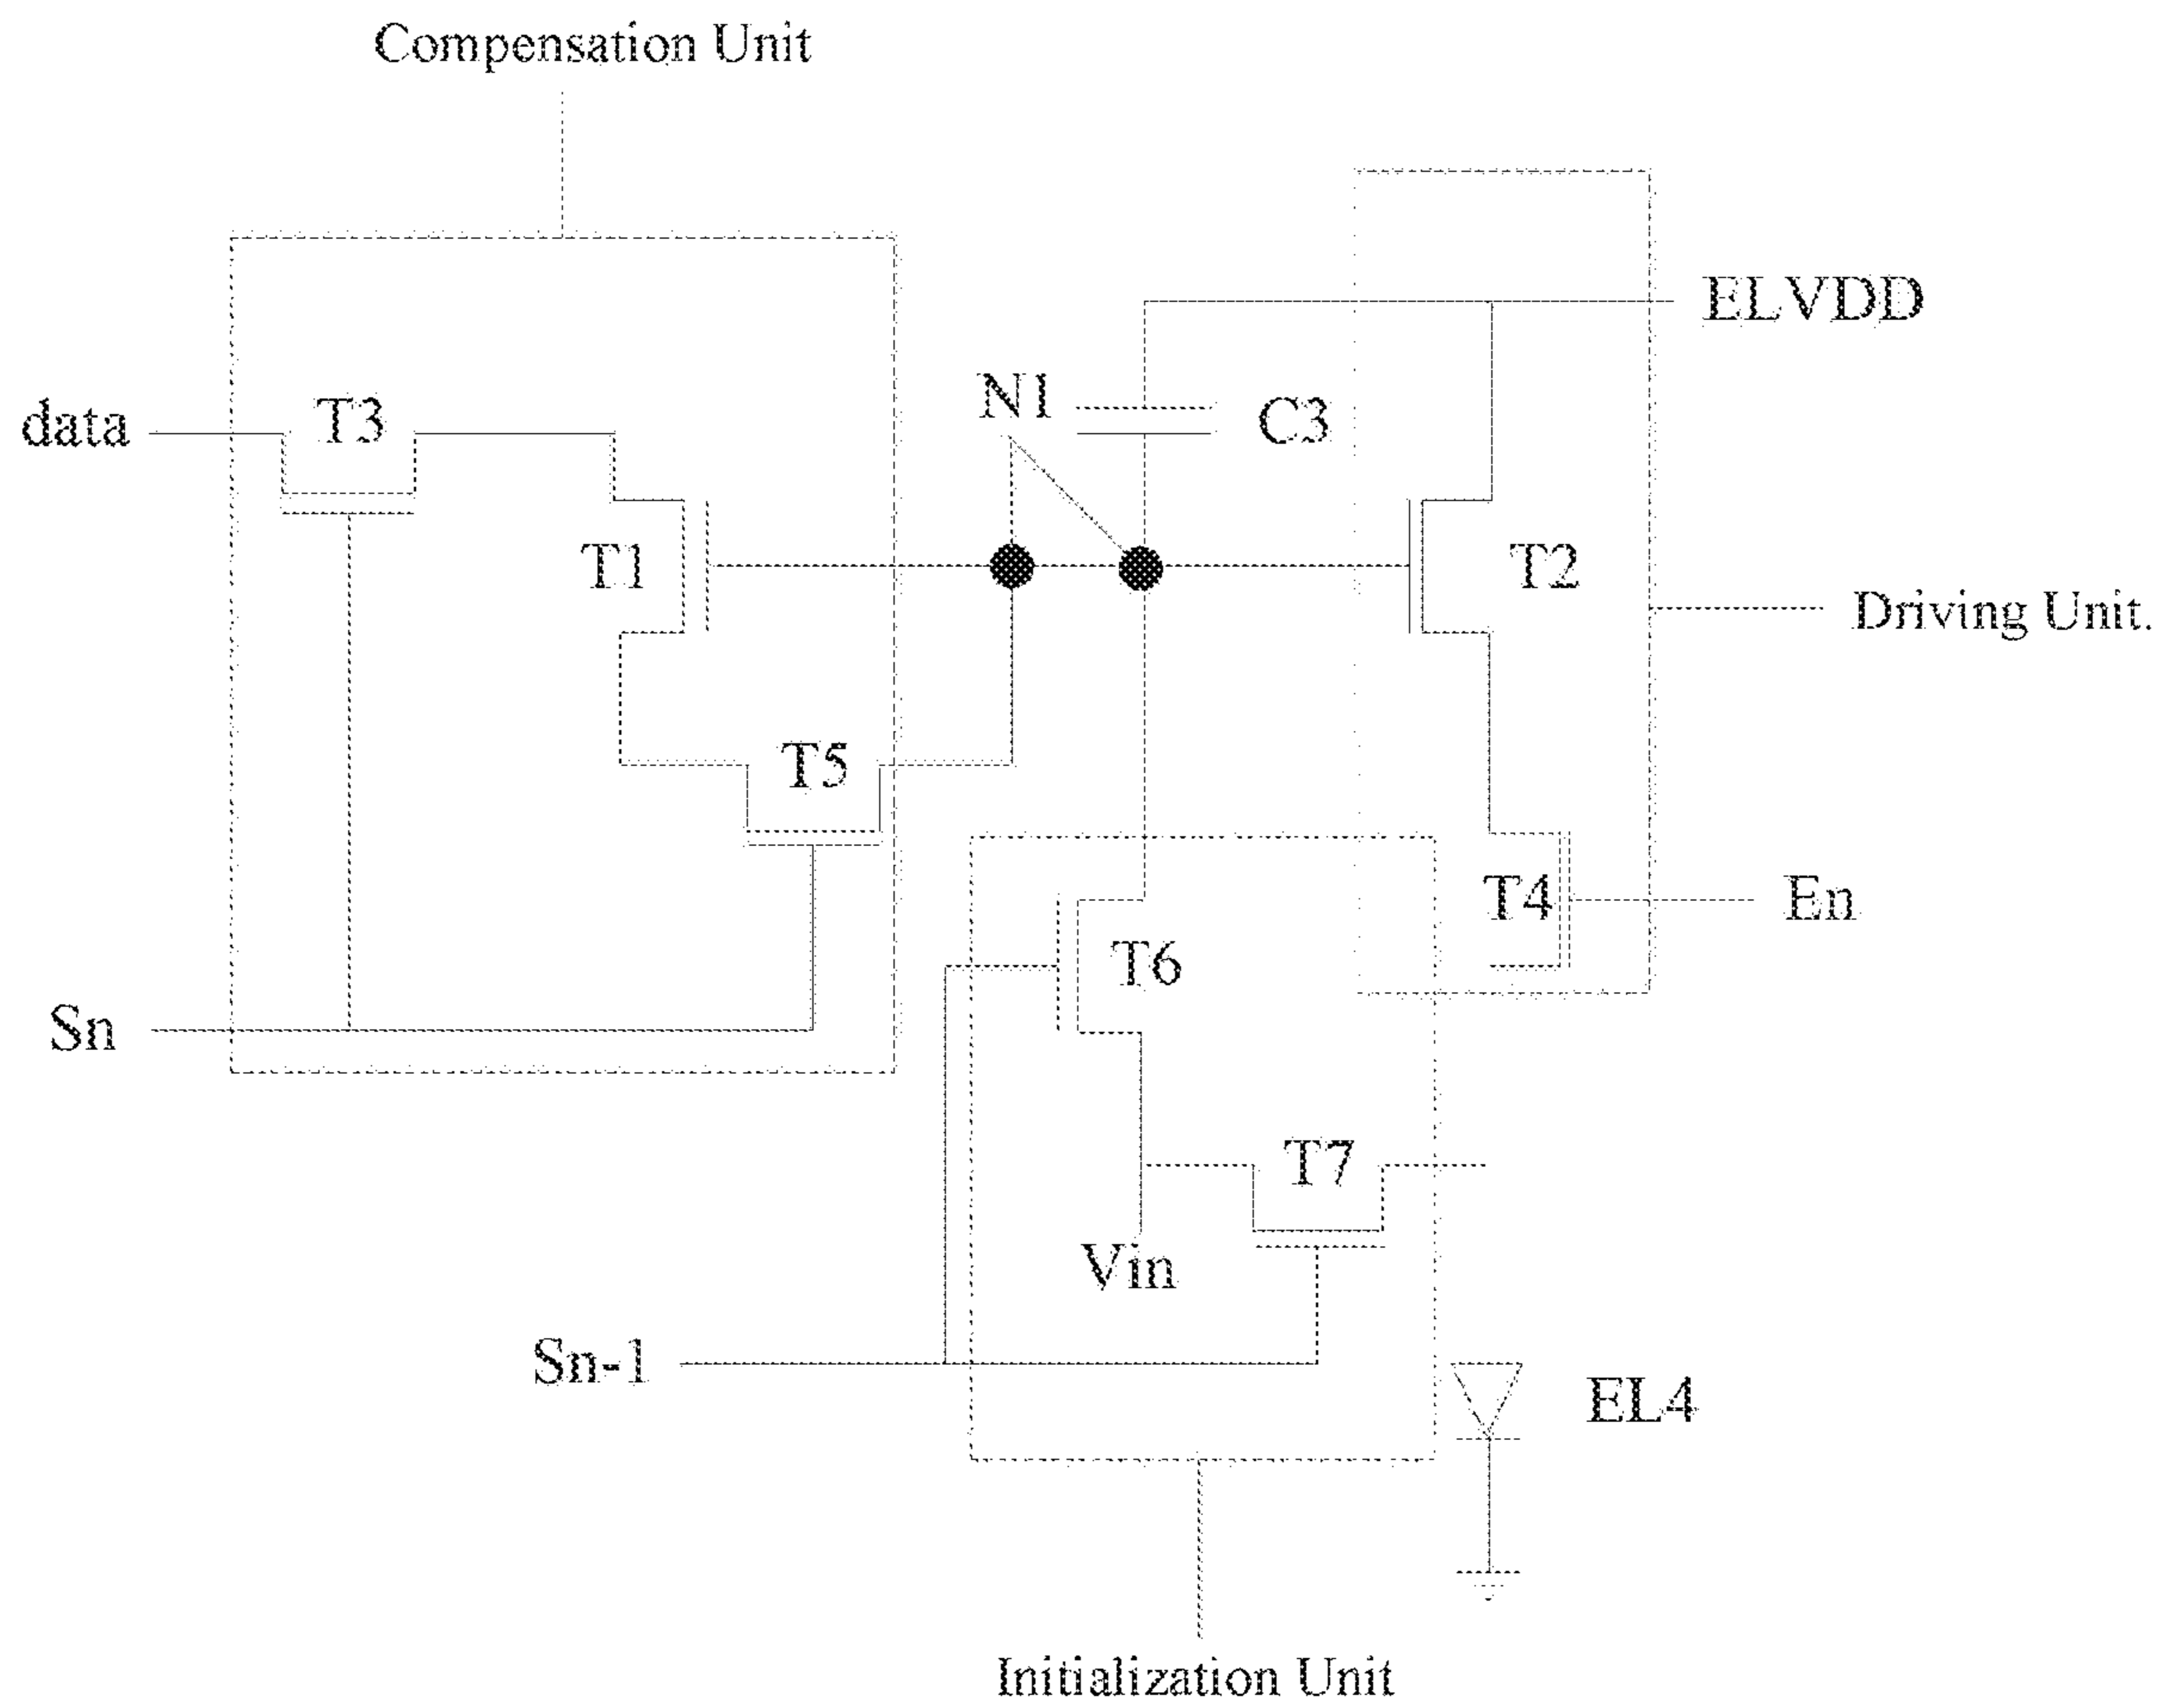 Compensation Unit
ELVDD
N1
C3
data
T3
T1
T2
Driving Unit.
T5
T4
En
T6
Sn
T7
Vin
Sn-1
EL4
Initialization Unit